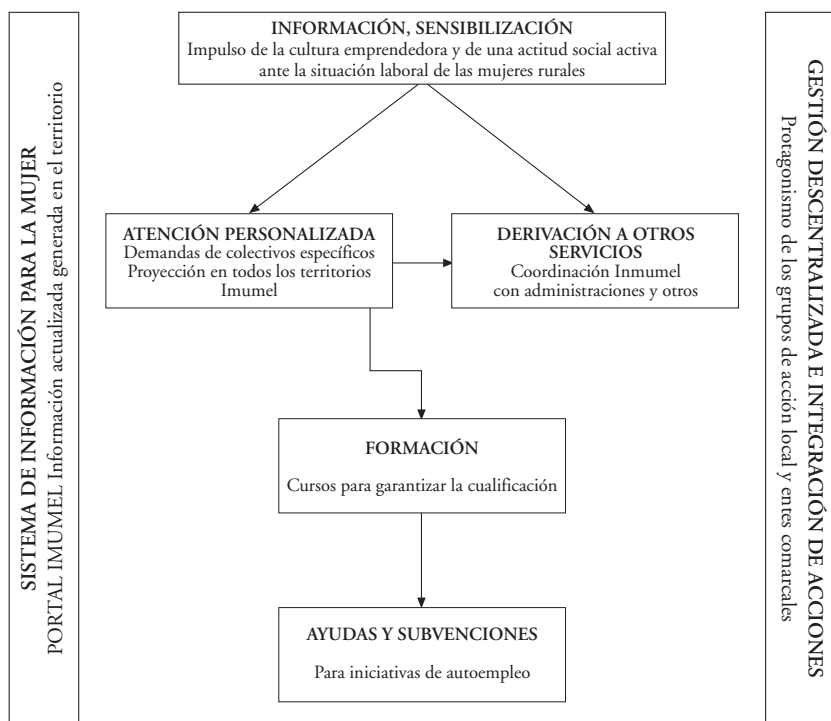 SISTEMA DE INFORMACIÓN PARA LA MUJER
PORTAL IMUMEL Información actualizada generada en el territorio
INFORMACIÓN, SENSIBILIZACIÓN
Impulso de la cultura emprendedora y de una actitud social activa
ante la situación laboral de las mujeres rurales
ATENCIÓN PERSONALIZADA
Demandas de colectivos específicos
Proyección en todos los territorios
Imumel
DERIVACIÓN A OTROS
SERVICIOS
Coordinación Inmumel
con administraciones y otros
FORMACIÓN
Cursos para garantizar la cualificación
AYUDAS Y SUBVENCIONES
Para iniciativas de autoempleo
GESTIÓN DESCENTRALIZADA E INTEGRACIÓN DE ACCIONES
Protagonismo de los grupos de acción local y entes comarcales